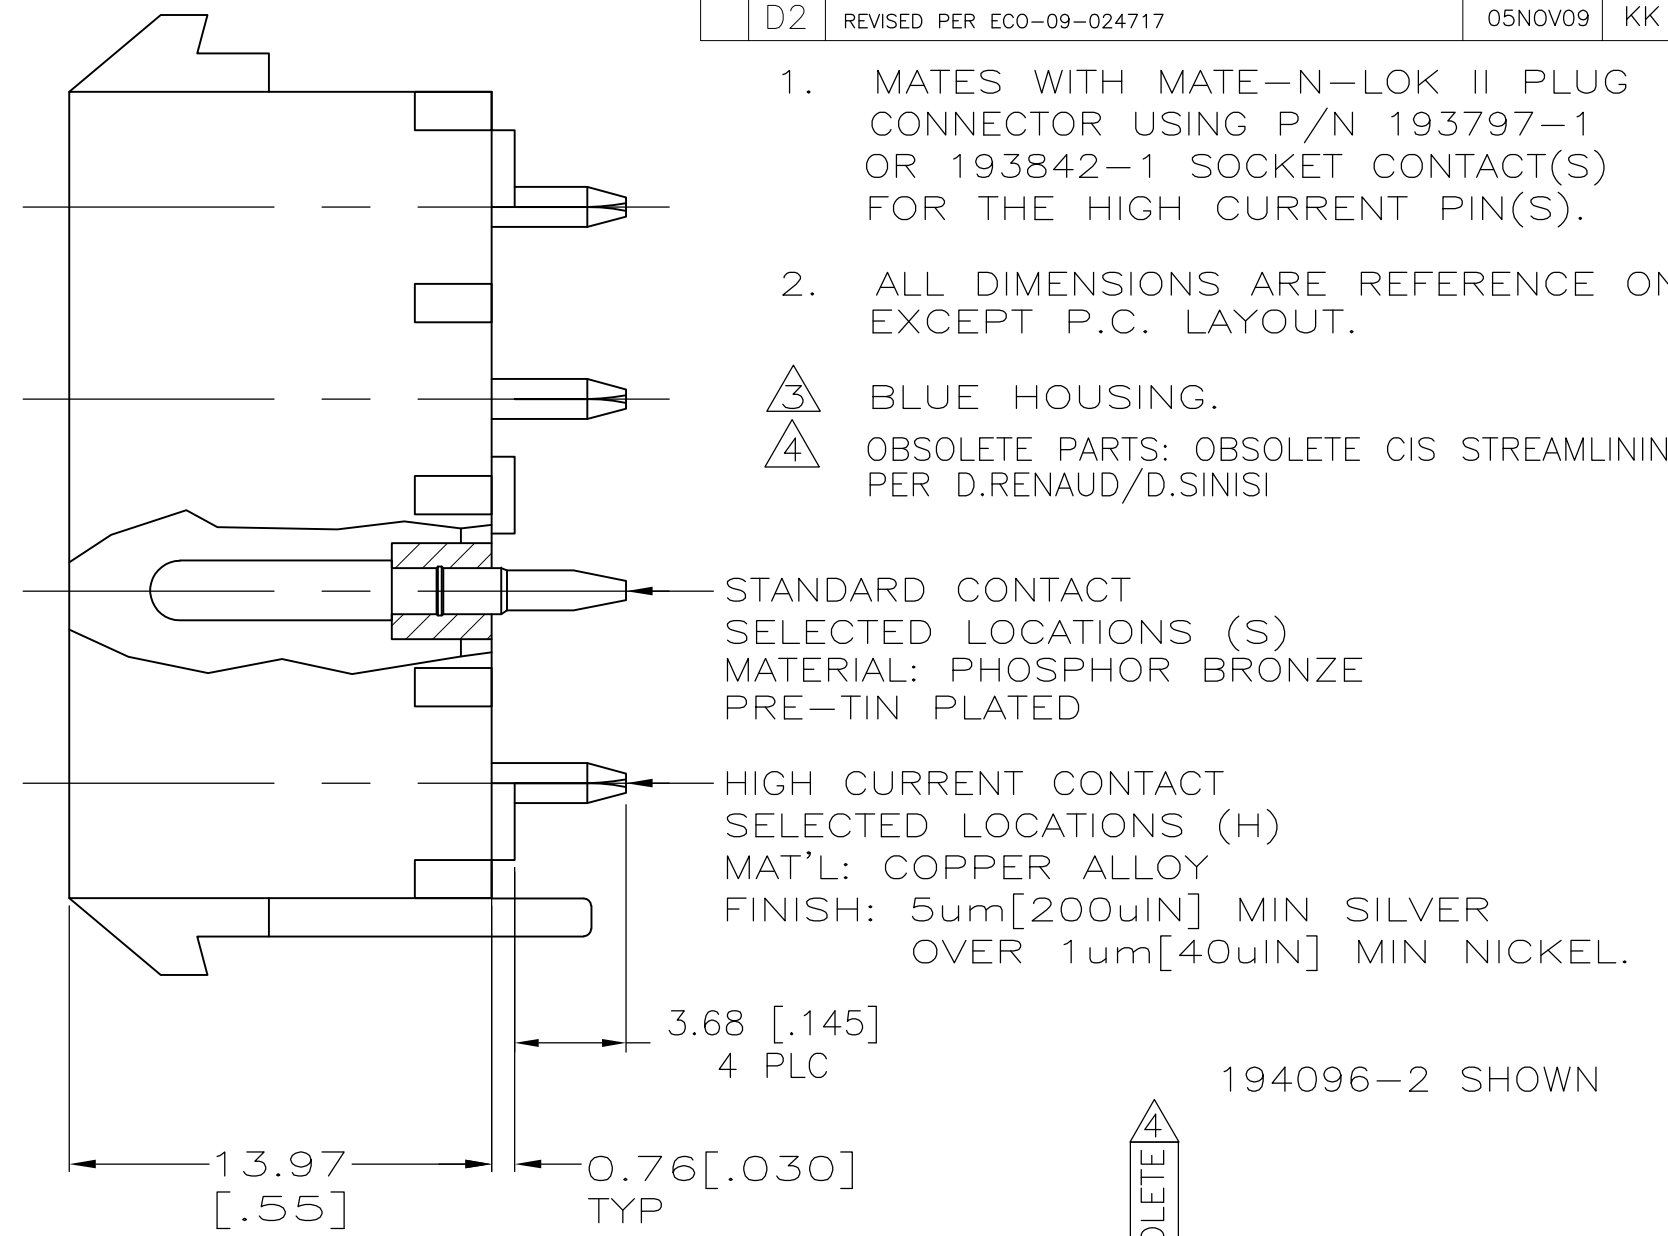 D2 REVISED PER ECO-09-024717 05NOV09 KK
1. MATES WITH MATE-N-LOK II PLUG
CONNECTOR USING P/N 193797-1
OR 193842-1 SOCKET CONTACT(S)
FOR THE HIGH CURRENT PIN(S).
2. ALL DIMENSIONS ARE REFERENCE
EXCEPT P.C. LAYOUT.
3 BLUE HOUSING.
4 OBSOLETE PARTS: OBSOLETE CIS
PER D.RENAUD/D.SINISI
STANDARD CONTACT
SELECTED LOCATIONS (S)
MATERIAL: PHOSPHOR BRONZE
PRE-TIN PLATED
HIGH CURRENT CONTACT
SELECTED LOCATIONS (H)
MAT'L: COPPER ALLOY
FINISH: 5um[200uIN] MIN SILVER
OVER 1um[40uIN] MIN NICKEL.
3.68 [.145]
4 PLC
194096-2 SHOWN
4
13.97
[.55]
0.76[.030]
TYP